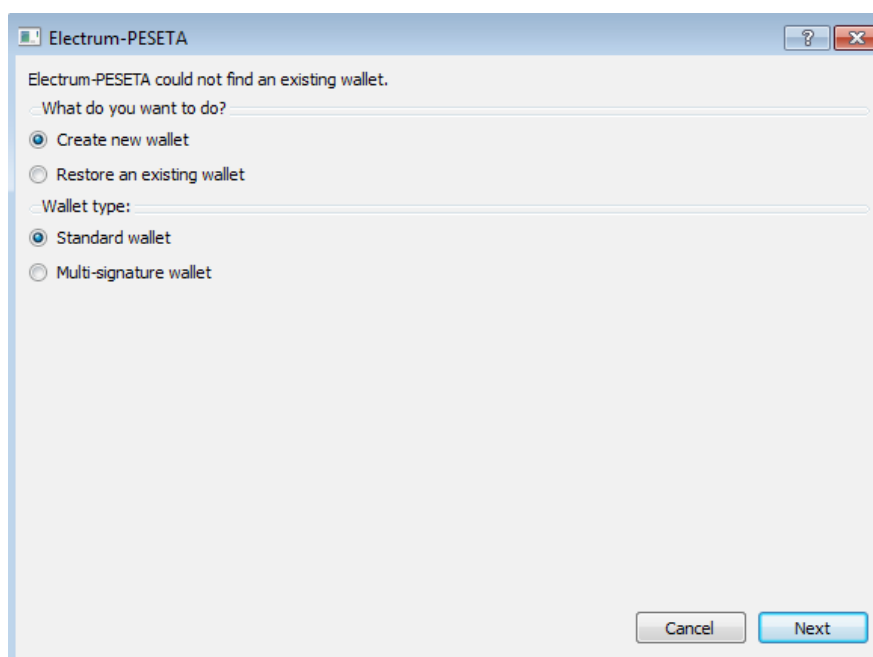 Electrum-PESETA
Electrum-PESETA could not find an existing wallet.
What do you want to do?
Create new wallet
Restore an existing wallet
Wallet type:
Standard wallet
Multi-signature wallet
Cancel Next